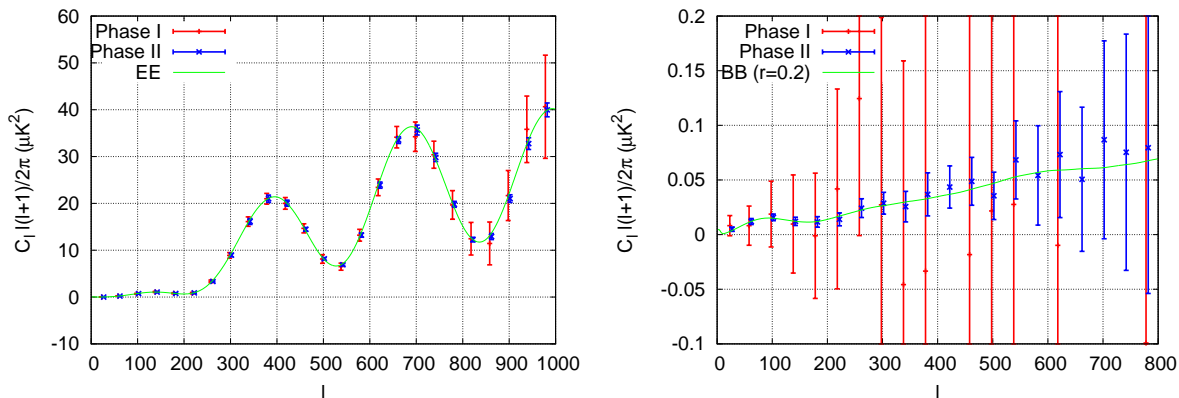 C_l l(l+1)/2π (μK²)
60
50
40
30
20
10
0
-10
0 100 200 300 400 500 600 700 800 900 1000
l
Phase I
Phase II
EE
C_l l(l+1)/2π (μK²)
0.2
0.15
0.1
0.05
0
-0.05
-0.1
0 100 200 300 400 500 600 700 800
l
Phase I
Phase II
BB (r=0.2)